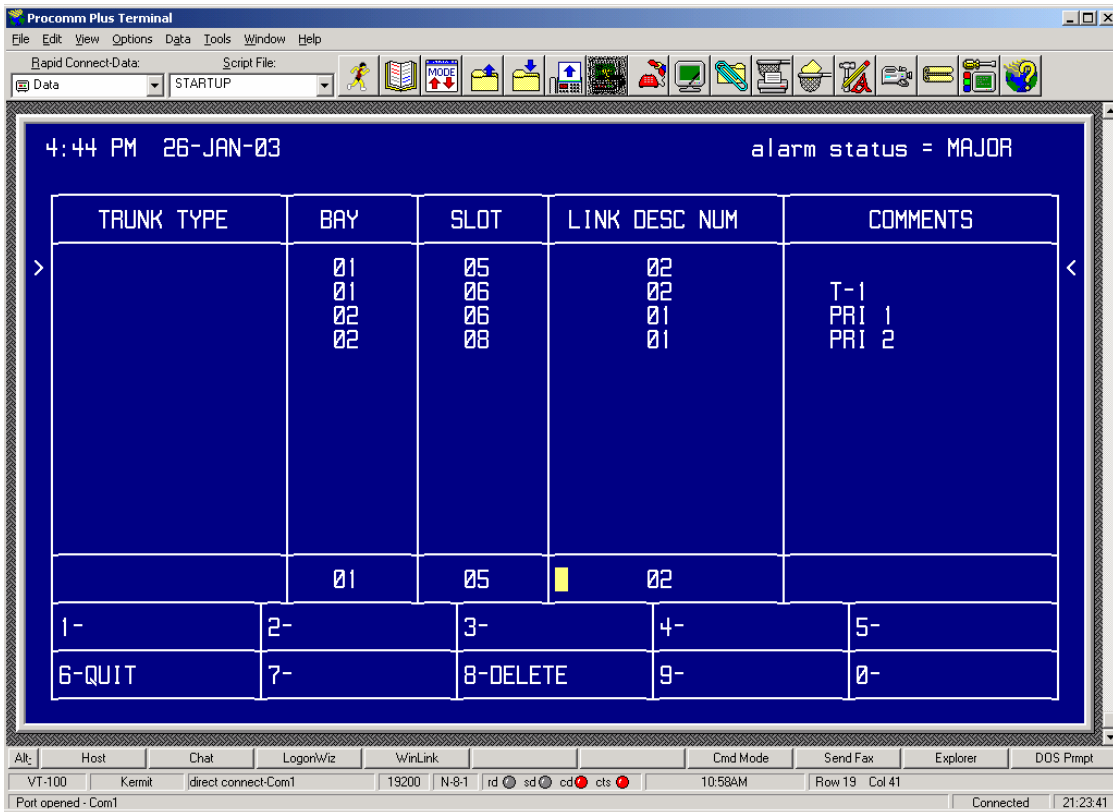 Procomm Plus Terminal
File Edit View Options Data Tools Window Help
Rapid Connect-Data: Script File:
Data STARTUP MODE
4:44 PM 26-JAN-03 alarm status = MAJOR
TRUNK TYPE BAY SLOT LINK DESC NUM COMMENTS
> 01 05 02 <
01 06 02 T-1
02 06 01 PRI 1
02 08 01 PRI 2
01 05 02
1- 2- 3- 4- 5-
6-QUIT 7- 8-DELETE 9- 0-
Alt: Host Chat LogonWiz WinLink Cmd Mode Send Fax Explorer DOS Prmpt
VT-100 Kermit direct connect-Com1 19200 N-8-1 rd sd cd cts 10:58AM Row 19 Col 41
Port opened - Com1 Connected 21:23:41